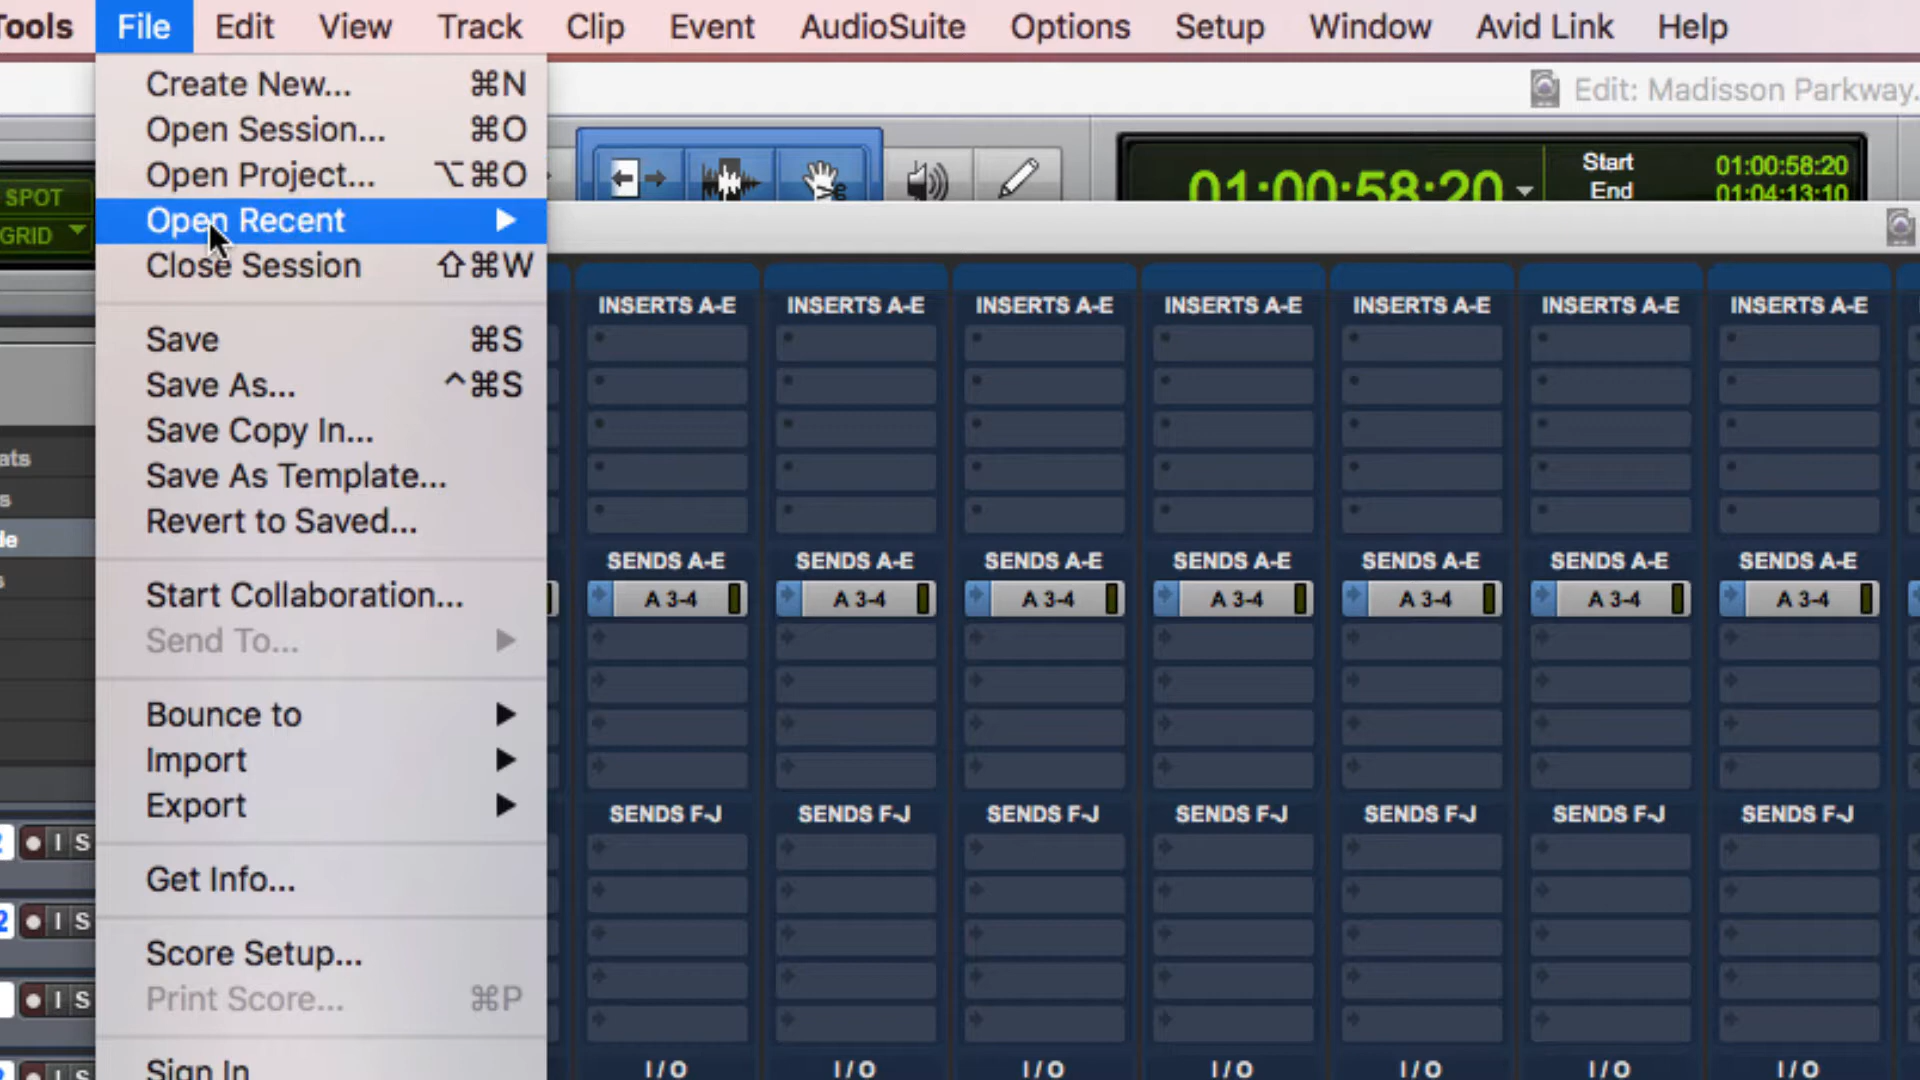 Tools File Edit View Track Clip Event AudioSuite Options Setup Window Avid Link Help
Edit: Madisson Parkway.
Create New... ⌘N
Open Session... ⌘O
Open Project... ⌥⌘O
Open Recent ▶
Close Session ⇧⌘W
Save ⌘S
Save As... ^⌘S
Save Copy In...
Save As Template...
Revert to Saved...
Start Collaboration...
Send To... ▶
Bounce to ▶
Import ▶
Export ▶
Get Info...
Score Setup...
Print Score... ⌘P
Sign In
SPOT
GRID
01:00:58:20
Start 01:00:58:20
End 01:04:13:10
INSERTS A-E INSERTS A-E INSERTS A-E INSERTS A-E INSERTS A-E INSERTS A-E INSERTS A-E
SENDS A-E SENDS A-E SENDS A-E SENDS A-E SENDS A-E SENDS A-E SENDS A-E
A 3-4 A 3-4 A 3-4 A 3-4 A 3-4 A 3-4 A 3-4
SENDS F-J SENDS F-J SENDS F-J SENDS F-J SENDS F-J SENDS F-J SENDS F-J
I / O I / O I / O I / O I / O I / O I / O
I S
2 I S
I S
I S